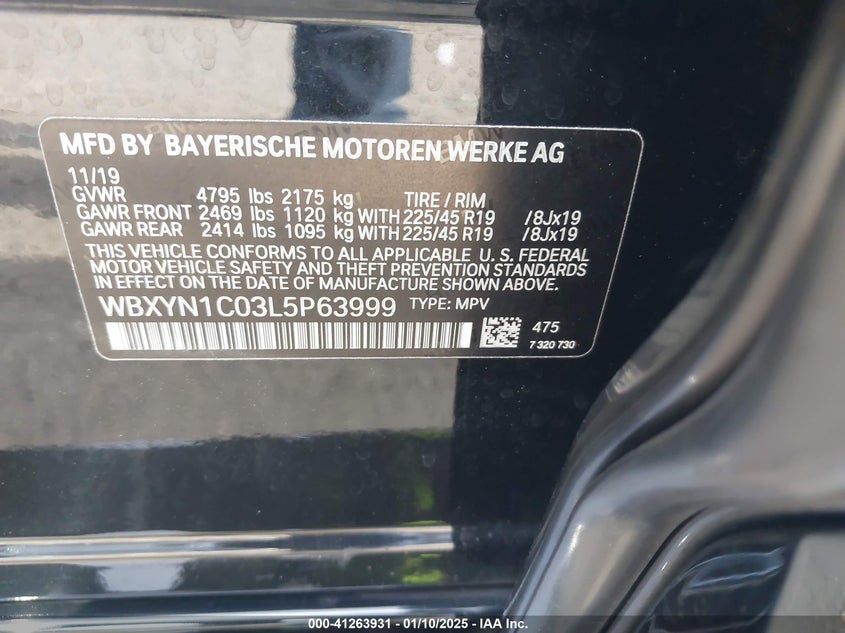 MFD BY BAYERISCHE MOTOREN WERKE AG
11/19
GVWR 4795 lbs 2175 kg TIRE / RIM
GAWR FRONT 2469 lbs 1120 kg WITH 225/45 R19 /8Jx19
GAWR REAR 2414 lbs 1095 kg WITH 225/45 R19 /8Jx19
THIS VEHICLE CONFORMS TO ALL APPLICABLE U. S. FEDERAL
MOTOR VEHICLE SAFETY AND THEFT PREVENTION STANDARDS
IN EFFECT ON THE DATE OF MANUFACTURE SHOWN ABOVE.
WBXYN1C03L5P63999 TYPE: MPV
475
7 320 730
000-41263931 - 01/10/2025 - IAA Inc.